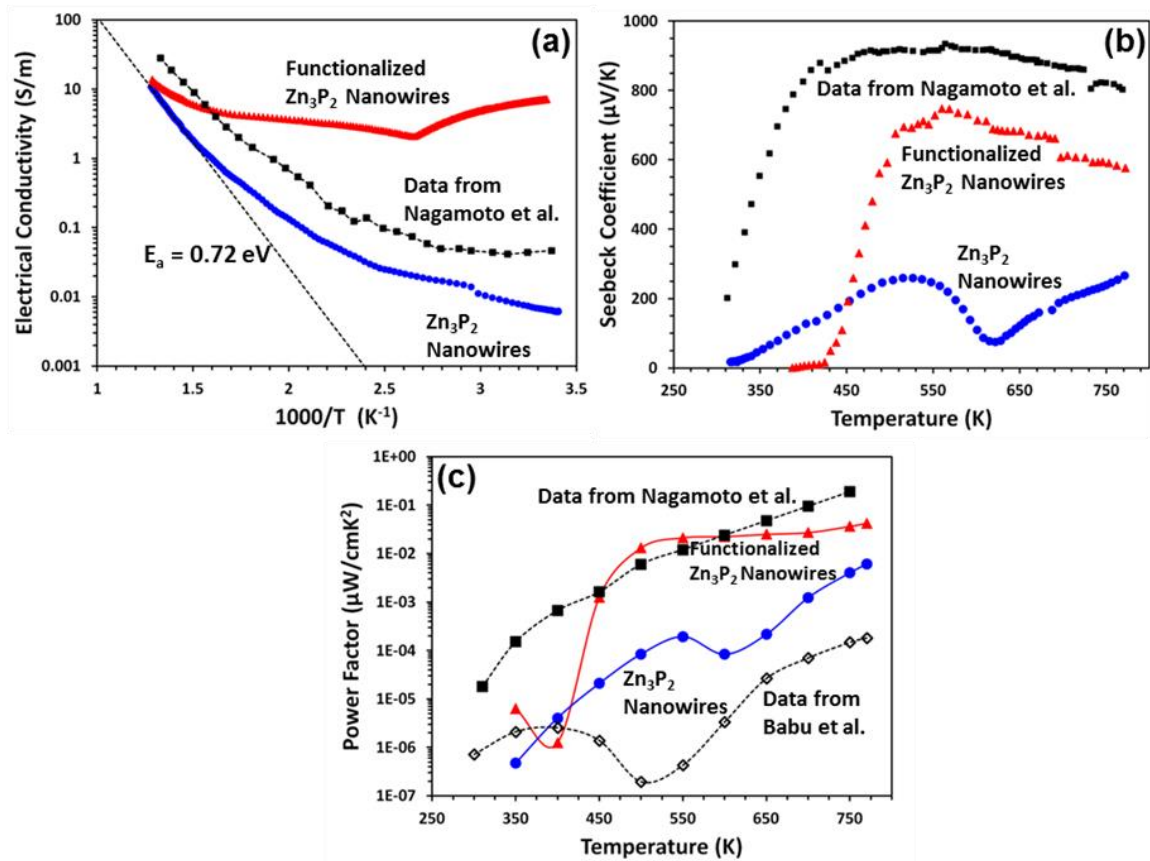 (a)
Electrical Conductivity (S/m)
100
10
1
0.1
0.01
0.001
Functionalized
Zn₃P₂ Nanowires
Data from
Nagamoto et al.
Eₐ = 0.72 eV
Zn₃P₂
Nanowires
1 1.5 2 2.5 3 3.5
1000/T (K⁻¹)
(b)
Seebeck Coefficient (µV/K)
1000
800
600
400
200
0
Data from Nagamoto et al.
Functionalized
Zn₃P₂ Nanowires
Zn₃P₂
Nanowires
250 350 450 550 650 750
Temperature (K)
(c)
Power Factor (µW/cmK²)
1E+00
1E-01
1E-02
1E-03
1E-04
1E-05
1E-06
1E-07
Data from Nagamoto et al.
Functionalized
Zn₃P₂ Nanowires
Zn₃P₂
Nanowires
Data from
Babu et al.
250 350 450 550 650 750
Temperature (K)